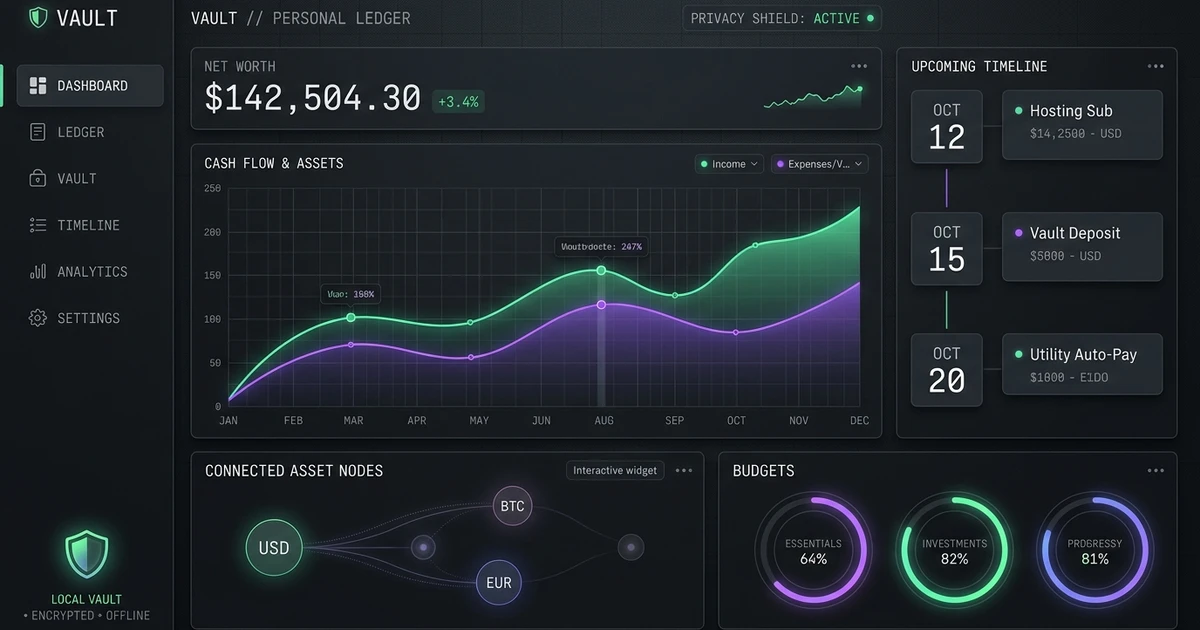 VAULT
VAULT // PERSONAL LEDGER
PRIVACY SHIELD: ACTIVE
DASHBOARD
LEDGER
VAULT
TIMELINE
ANALYTICS
SETTINGS
LOCAL VAULT
• ENCRYPTED • OFFLINE
NET WORTH
$142,504.30
+3.4%
CASH FLOW & ASSETS
Income
Expenses/V...
250
200
150
100
50
0
JAN FEB MAR APR MAY JUN AUG SEP OCT NOV DEC
UPCOMING TIMELINE
OCT
12
Hosting Sub
$14,2500 - USD
OCT
15
Vault Deposit
$5000 - USD
OCT
20
Utility Auto-Pay
$1800 - E1DO
CONNECTED ASSET NODES
Interactive widget
USD
BTC
EUR
BUDGETS
ESSENTIALS
64%
INVESTMENTS
82%
PRDGRESSY
81%